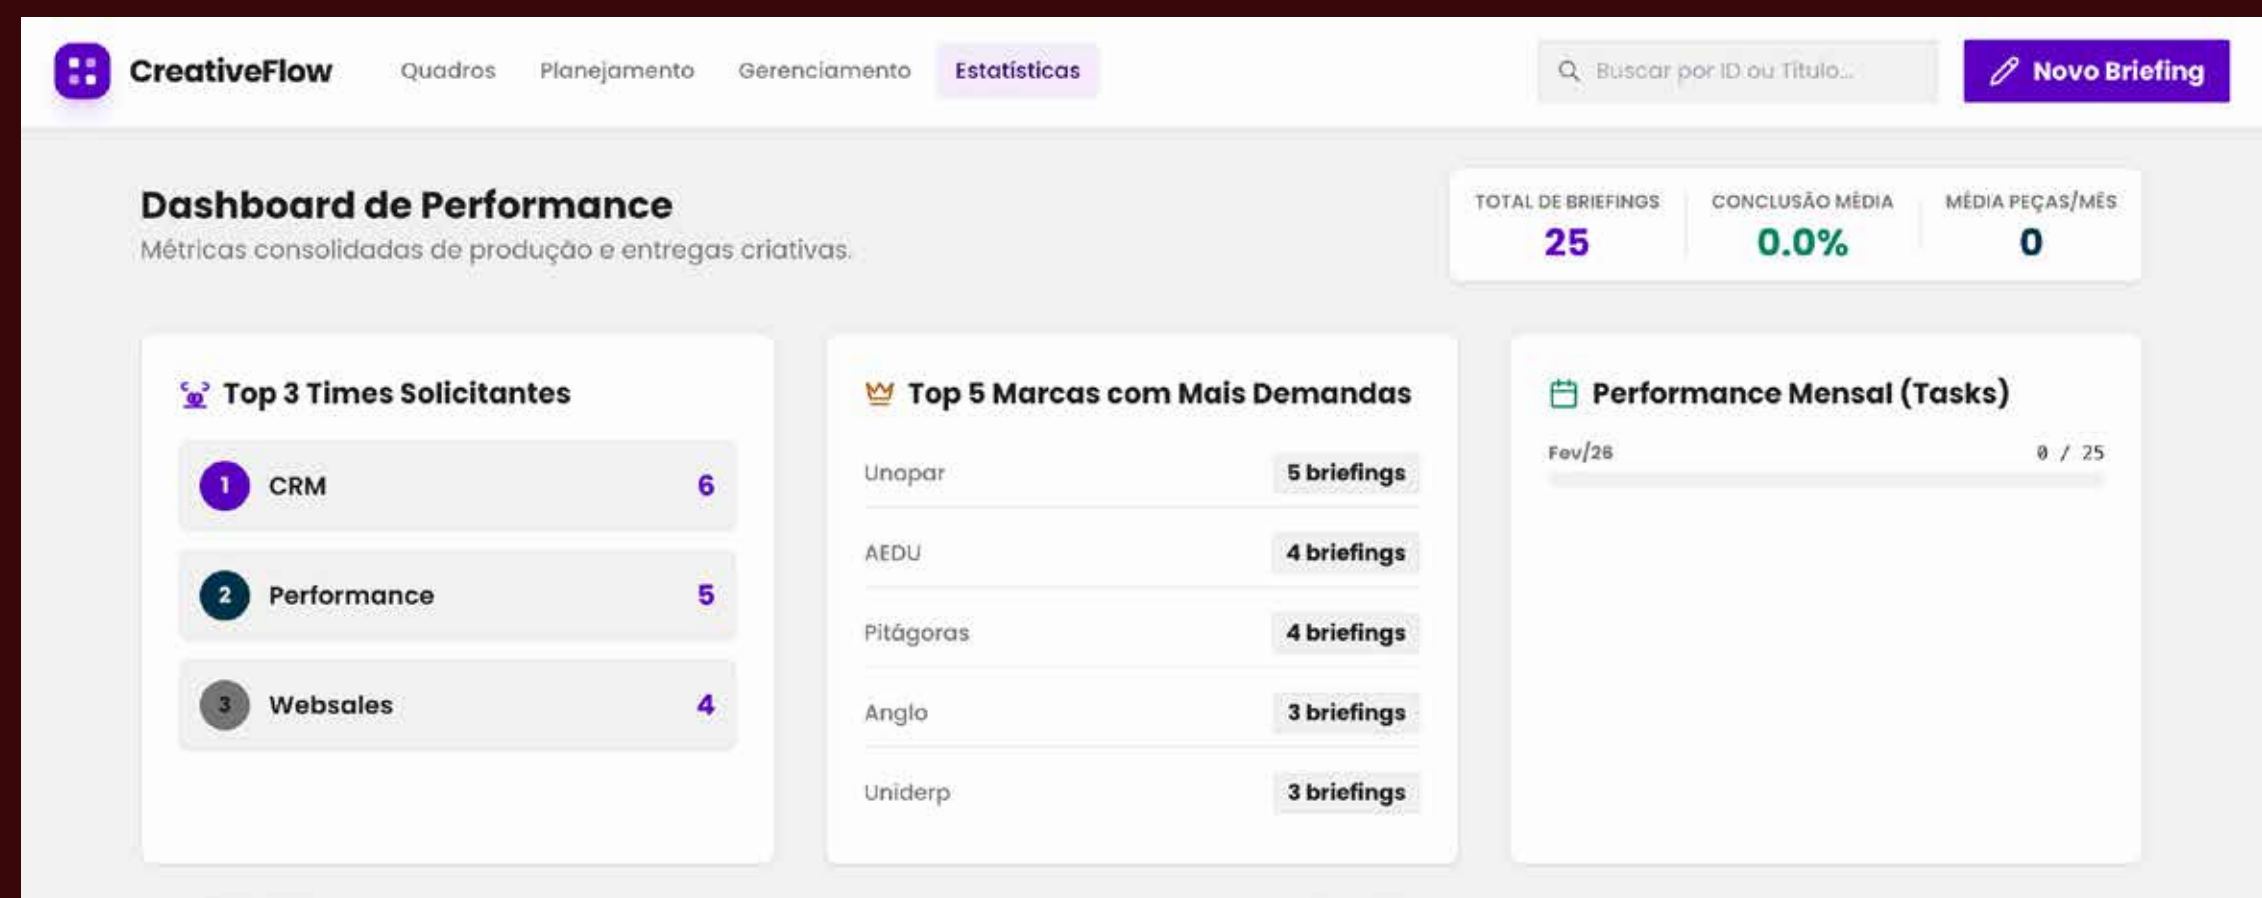 CreativeFlow
Quadros
Planejamento
Gerenciamento
Estatísticas
Buscar por ID ou Título...
Novo Briefing
Dashboard de Performance
Métricas consolidadas de produção e entregas criativas.
TOTAL DE BRIEFINGS
25
CONCLUSÃO MÉDIA
0.0%
MÉDIA PEÇAS/MÊS
0
Top 3 Times Solicitantes
1 CRM 6
2 Performance 5
3 Websales 4
Top 5 Marcas com Mais Demandas
Unopar 5 briefings
AEDU 4 briefings
Pitágoras 4 briefings
Anglo 3 briefings
Uniderp 3 briefings
Performance Mensal (Tasks)
Fev/26 0 / 25